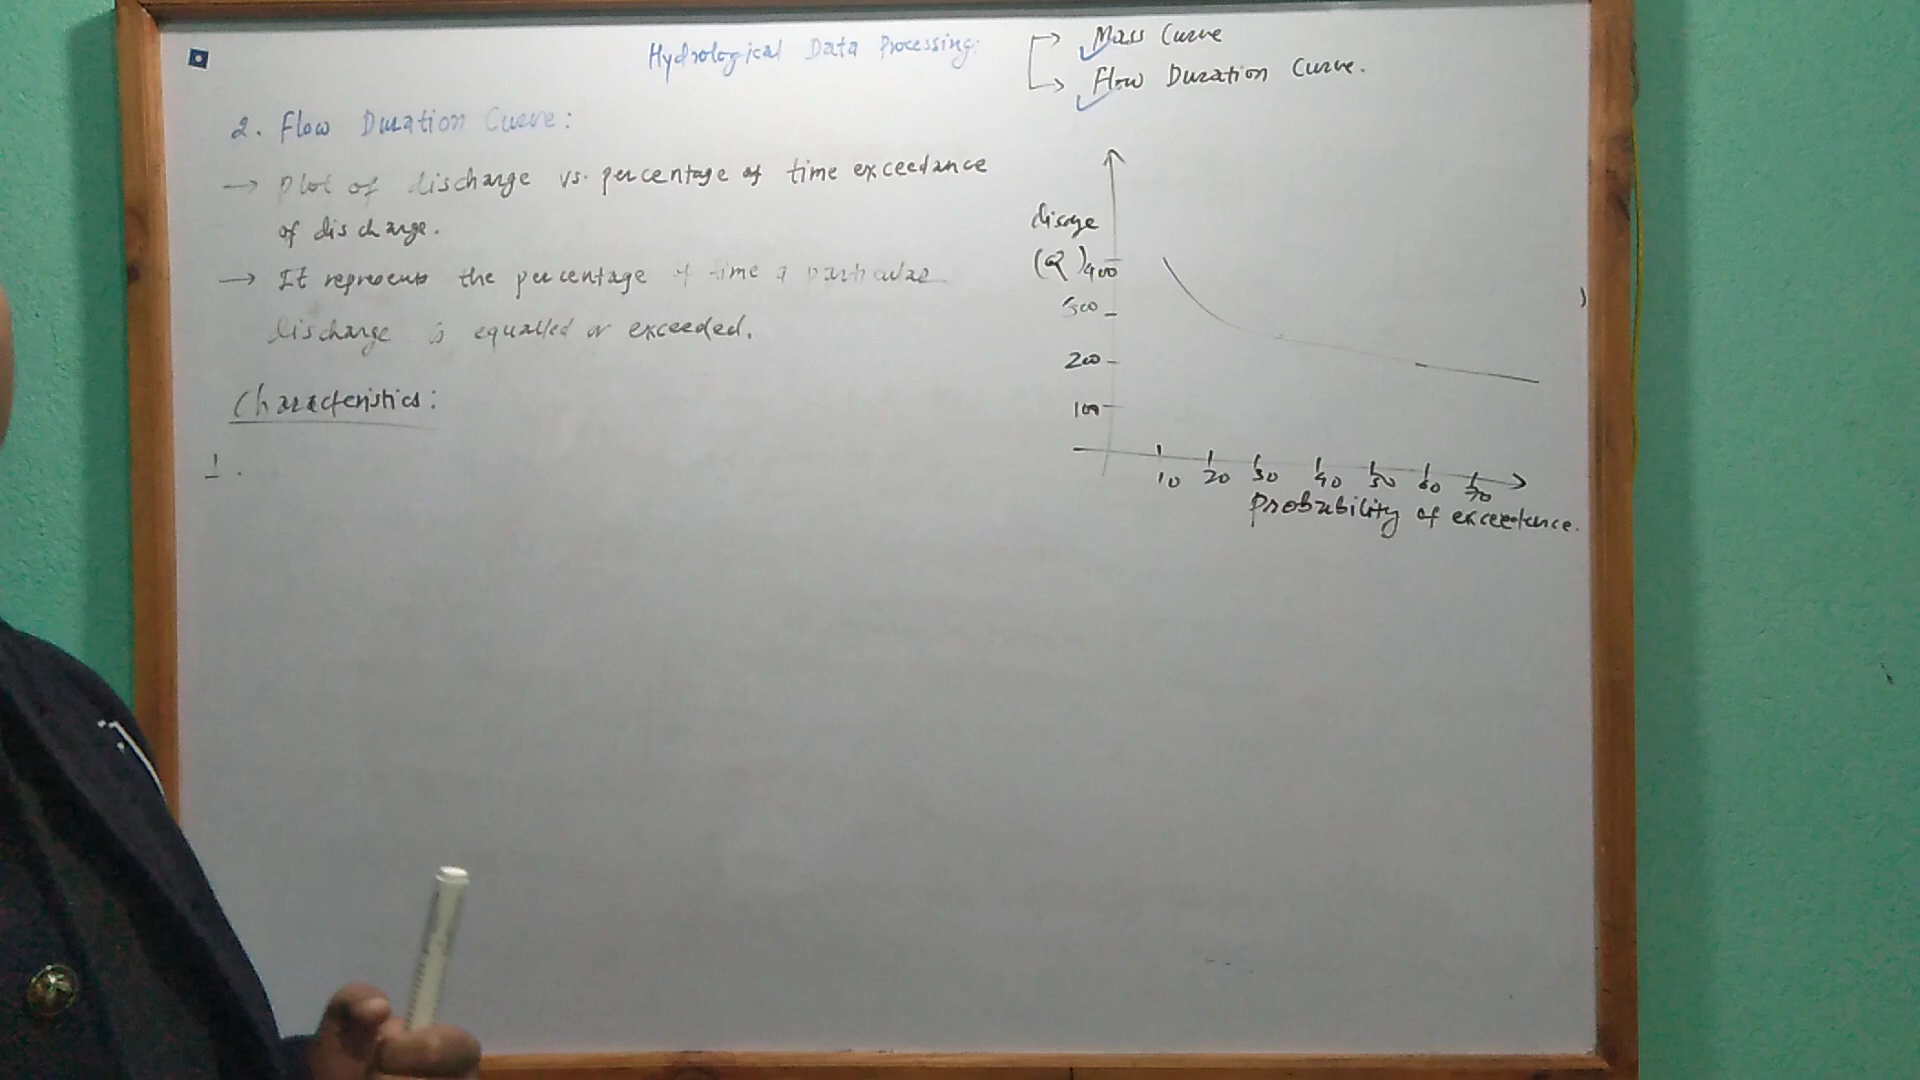 Hydrological Data Processing:
Mass Curve
Flow Duration Curve.
2. Flow Duration Curve:
→ Plot of discharge vs. percentage of time exceedance
of discharge.
→ It represents the percentage of time a particular
discharge is equalled or exceeded.
Characteristics:
1.
(Q)
400
300
200
100
10 20 30 40 50 60 70
Probability of